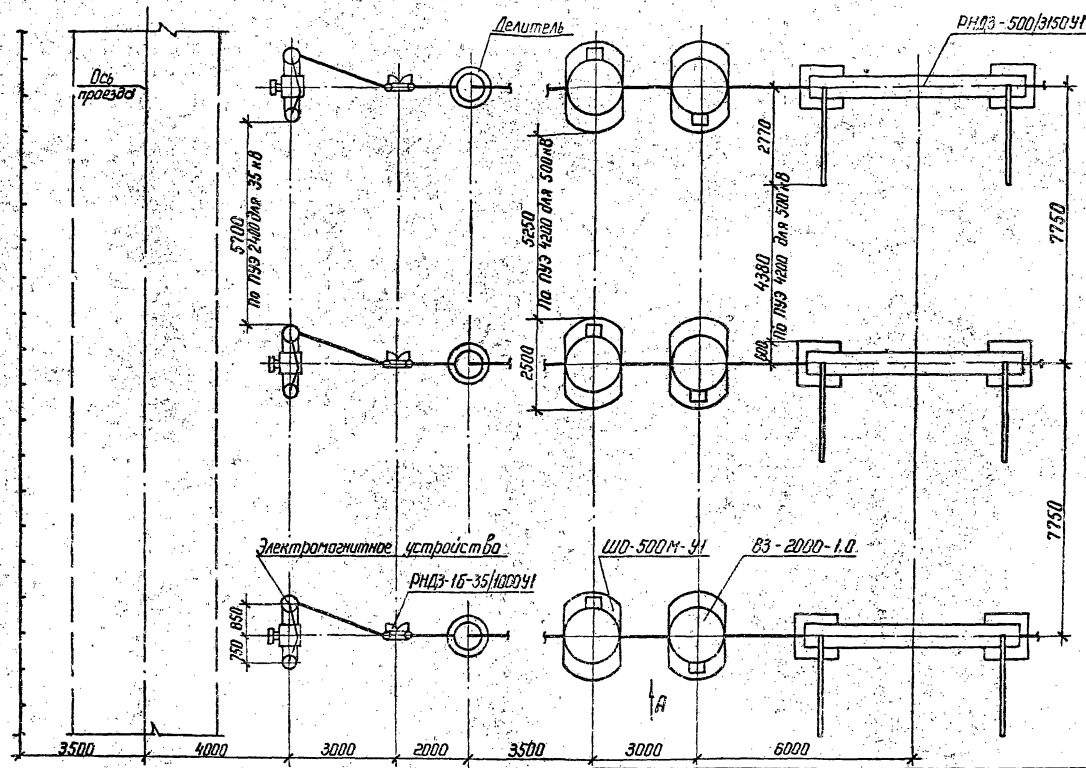 Делитель
РНДЗ-500/3150У1
Ось
проезда
5700
По ПУЭ 2400 для 35 кВ
5250
По ПУЭ 4200 для 500 кВ
2500
2770
4380
По ПУЭ 4200 для 500 кВ
600
7750
7750
Электромагнитное устройство
РНДЗ-1б-35/1000У1
ШО-500М-У1
ВЗ-2000-1.0
850
750
А
3500
4000
3000
2000
3500
3000
6000